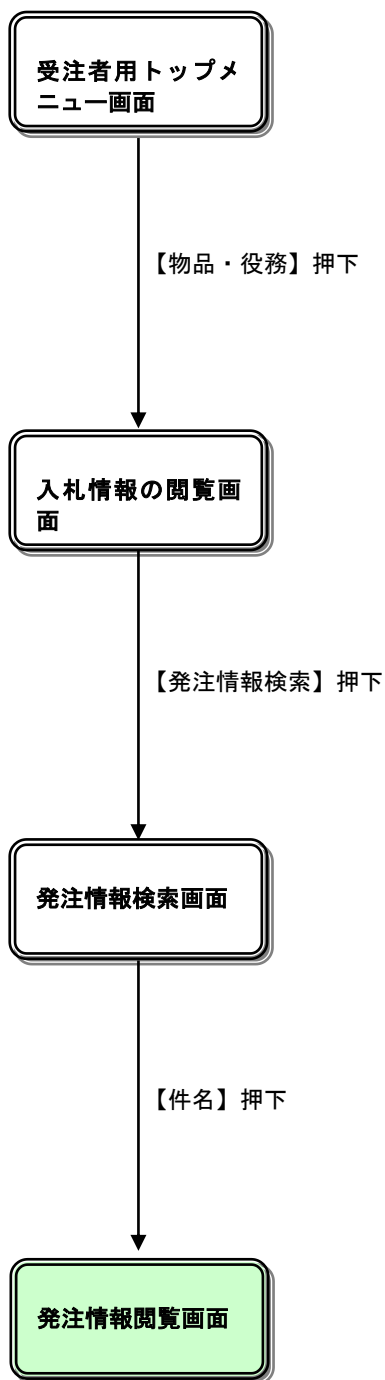 受注者用トップメ
ニュー画面
【物品・役務】押下
入札情報の閲覧画
面
【発注情報検索】押下
発注情報検索画面
【件名】押下
発注情報閲覧画面